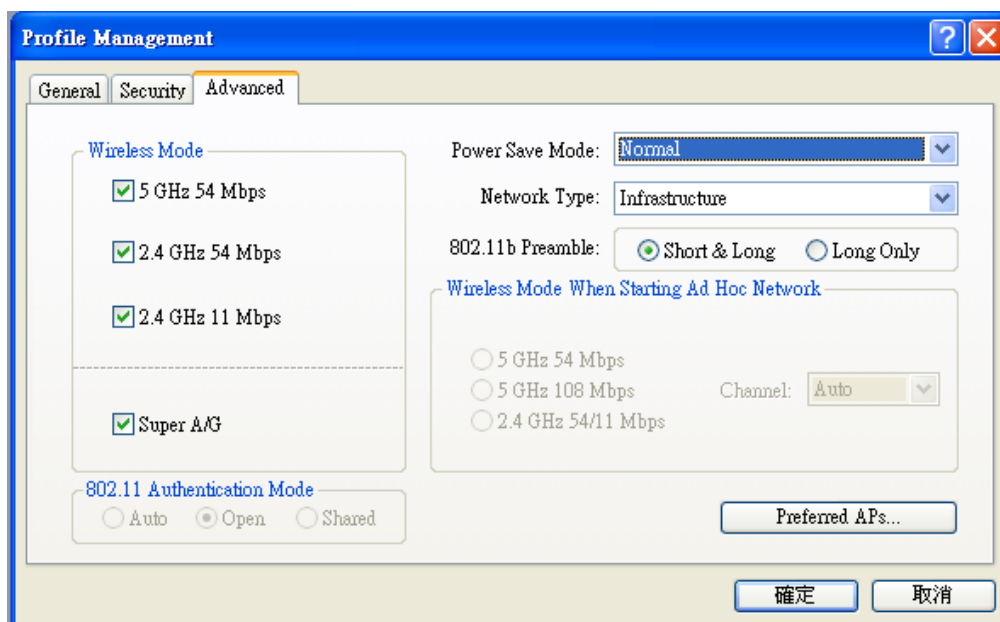 Profile Management
General Security Advanced
Wireless Mode
5 GHz 54 Mbps
2.4 GHz 54 Mbps
2.4 GHz 11 Mbps
Super A/G
802.11 Authentication Mode
Auto Open Shared
Power Save Mode: Normal
Network Type: Infrastructure
802.11b Preamble: Short & Long Long Only
Wireless Mode When Starting Ad Hoc Network
5 GHz 54 Mbps
5 GHz 108 Mbps
2.4 GHz 54/11 Mbps
Channel: Auto
Preferred APs...
確定 取消